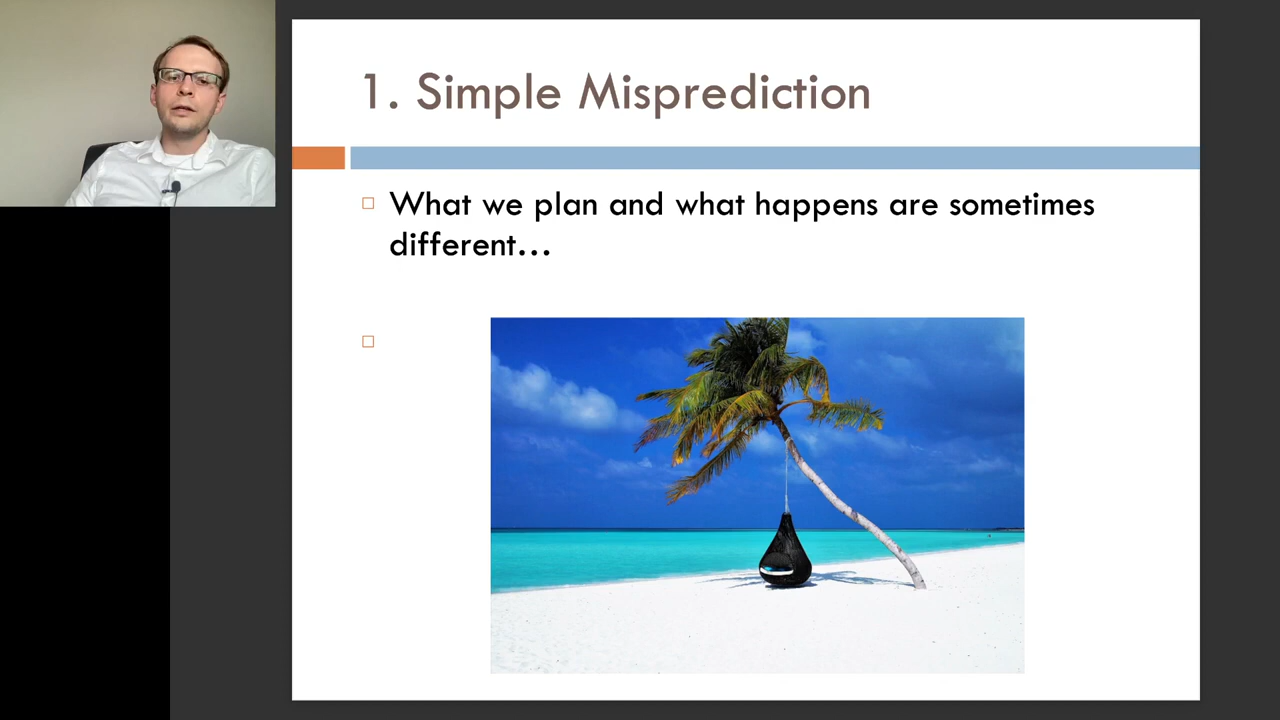 1. Simple Misprediction
What we plan and what happens are sometimes
different...